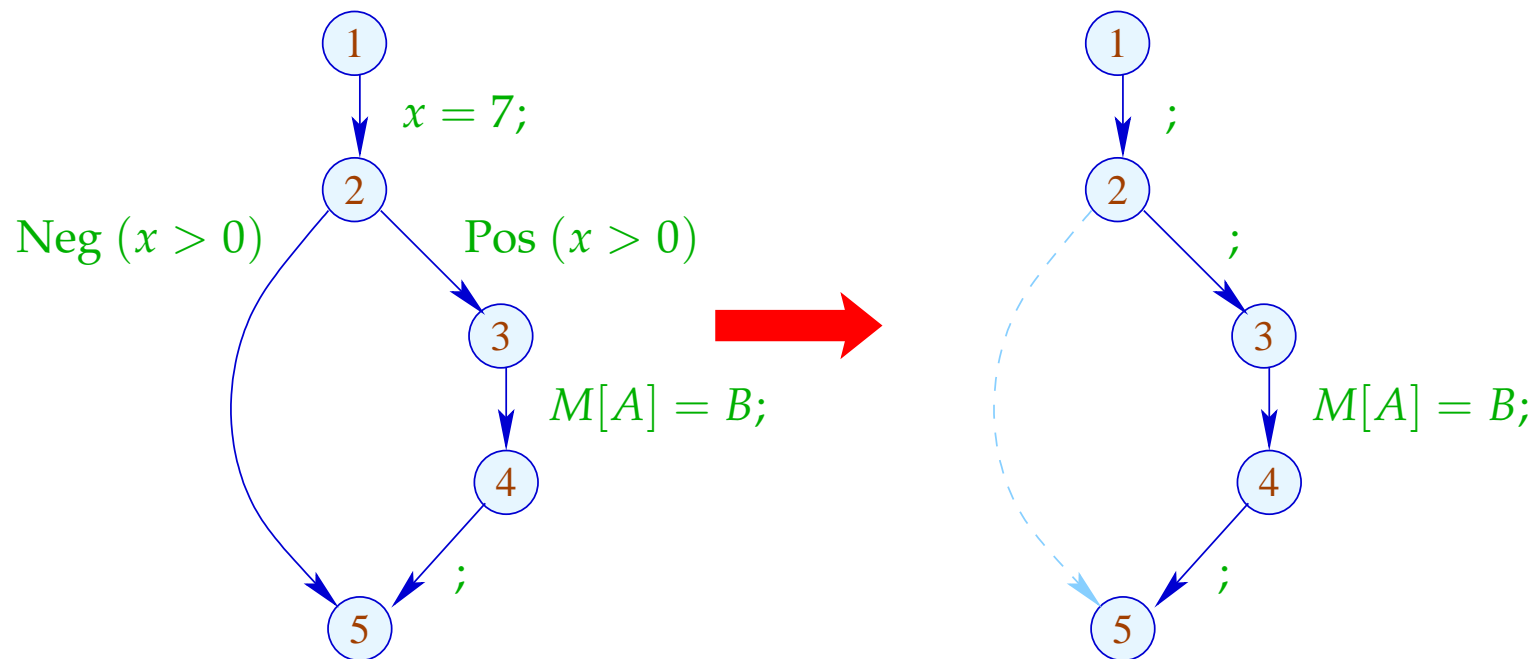 1
x = 7;
2
Neg (x > 0)
Pos (x > 0)
3
M[A] = B;
4
;
5
1
;
2
;
3
M[A] = B;
4
;
5